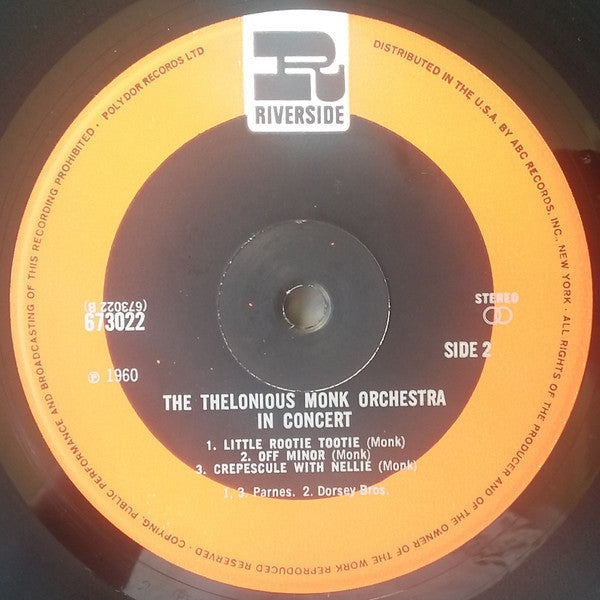 R
RIVERSIDE
DISTRIBUTED IN THE U.S.A. BY ABC RECORDS, INC., NEW YORK · ALL RIGHTS OF THE PRODUCER AND OF THE OWNER OF THE WORK REPRODUCED RESERVED · COPYING, PUBLIC PERFORMANCE AND BROADCASTING OF THIS RECORDING PROHIBITED · POLYDOR RECORDS LTD
(673022 B)
673022
STEREO
SIDE 2
℗ 1960
THE THELONIOUS MONK ORCHESTRA
IN CONCERT
1. LITTLE ROOTIE TOOTIE (Monk)
2. OFF MINOR (Monk)
3. CREPESCULE WITH NELLIE (Monk)
1. 3. Parnes. 2. Dorsey Bros.